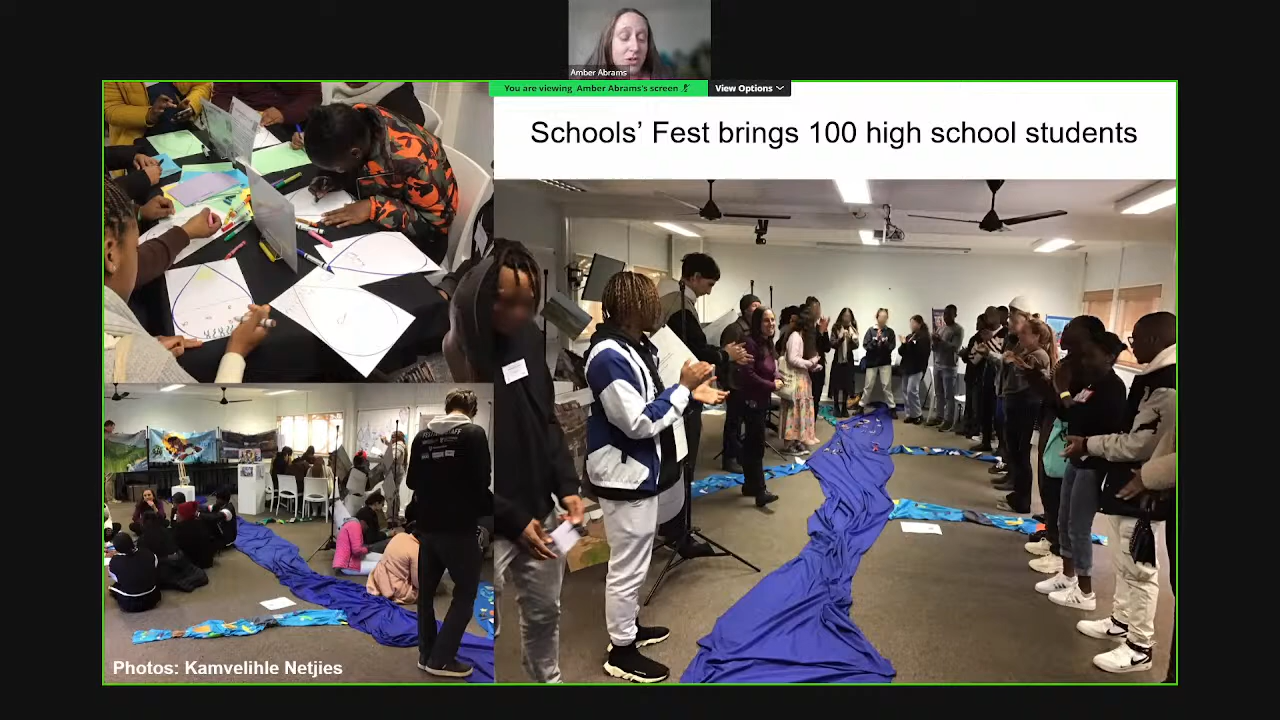 Amber Abrams
You are viewing Amber Abrams's screen
View Options
Schools' Fest brings 100 high school students
Photos: Kamvelihle Netjies